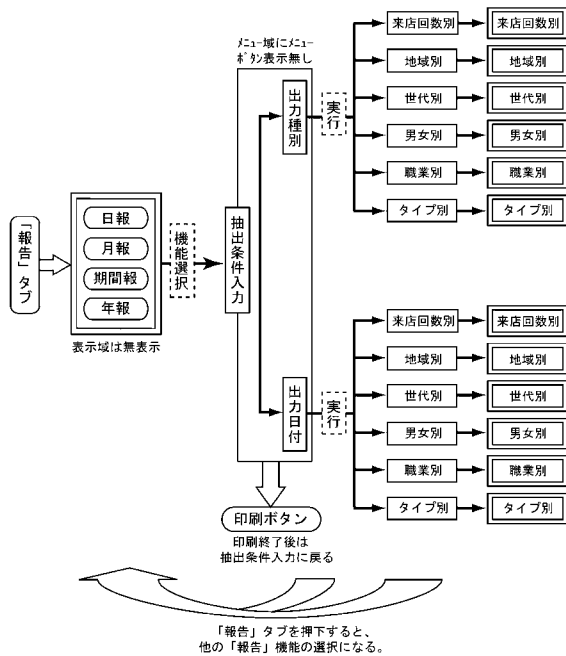 「報告」タブ
日報
月報
期間報
年報
表示域は無表示
機能選択
抽出条件入力
メニュー域にメニュー
ボタン表示無し
出力種別
実行
来店回数別
来店回数別
地域別
地域別
世代別
世代別
男女別
男女別
職業別
職業別
タイプ別
タイプ別
出力日付
実行
来店回数別
来店回数別
地域別
地域別
世代別
世代別
男女別
男女別
職業別
職業別
タイプ別
タイプ別
印刷ボタン
印刷終了後は
抽出条件入力に戻る
「報告」タブを押下すると、
他の「報告」機能の選択になる。